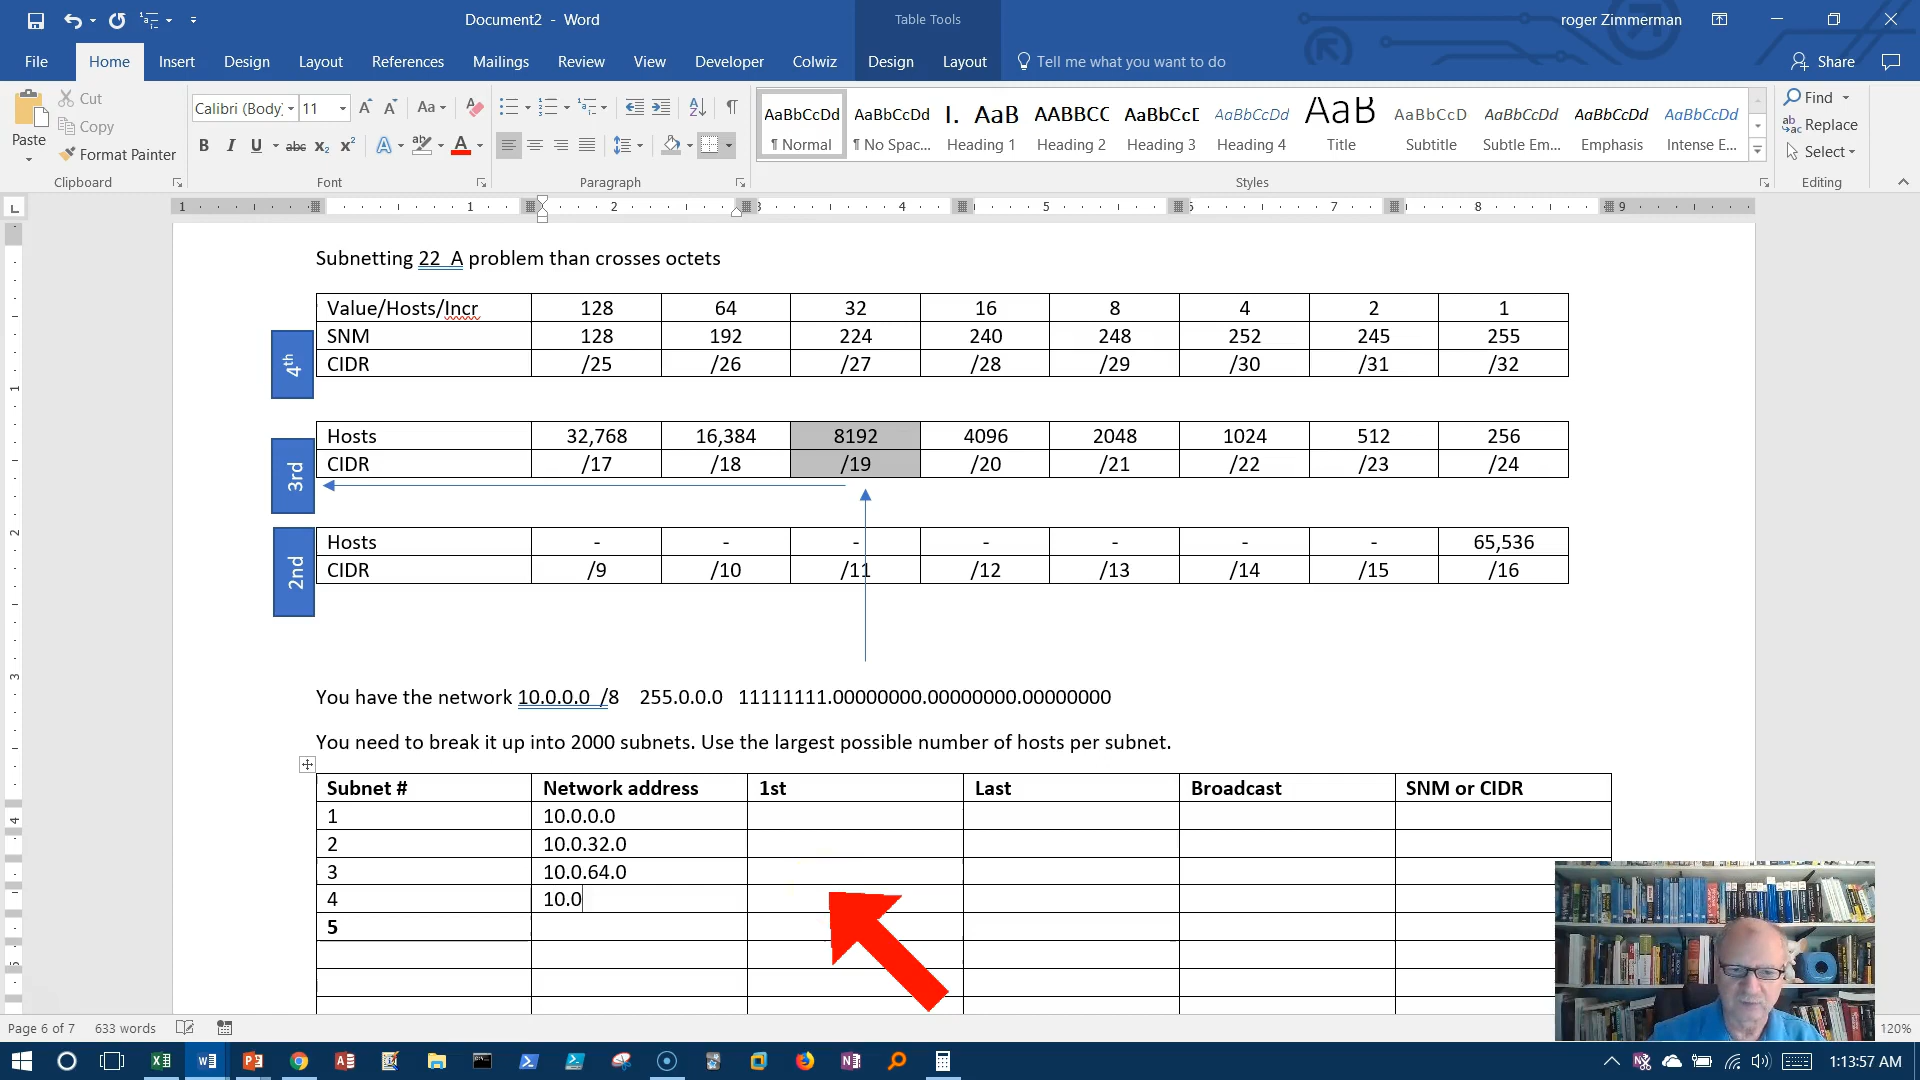 Document2 - Word
Table Tools
roger Zimmerman
File Home Insert Design Layout References Mailings Review View Developer Colwiz Design Layout Tell me what you want to do Share
Paste
Cut
Copy
Format Painter
Clipboard
Calibri (Body) 11
Font
Paragraph
AaBbCcDd AaBbCcDd I. AaB AABBCC AaBbCcE AaBbCcDd AaB AaBbCcD AaBbCcDd AaBbCcDd AaBbCcDd
¶ Normal ¶ No Spac... Heading 1 Heading 2 Heading 3 Heading 4 Title Subtitle Subtle Em... Emphasis Intense E...
Styles
Find
Replace
Select
Editing
Subnetting 22 A problem than crosses octets
4th
Value/Hosts/Incr 128 64 32 16 8 4 2 1
SNM 128 192 224 240 248 252 245 255
CIDR /25 /26 /27 /28 /29 /30 /31 /32
3rd
Hosts 32,768 16,384 8192 4096 2048 1024 512 256
CIDR /17 /18 /19 /20 /21 /22 /23 /24
2nd
Hosts - - - - - - - 65,536
CIDR /9 /10 /11 /12 /13 /14 /15 /16
You have the network 10.0.0.0 /8 255.0.0.0 11111111.00000000.00000000.00000000
You need to break it up into 2000 subnets. Use the largest possible number of hosts per subnet.
Subnet # Network address 1st Last Broadcast SNM or CIDR
1 10.0.0.0
2 10.0.32.0
3 10.0.64.0
4 10.0
5
Page 6 of 7 633 words
120%
1:13:57 AM